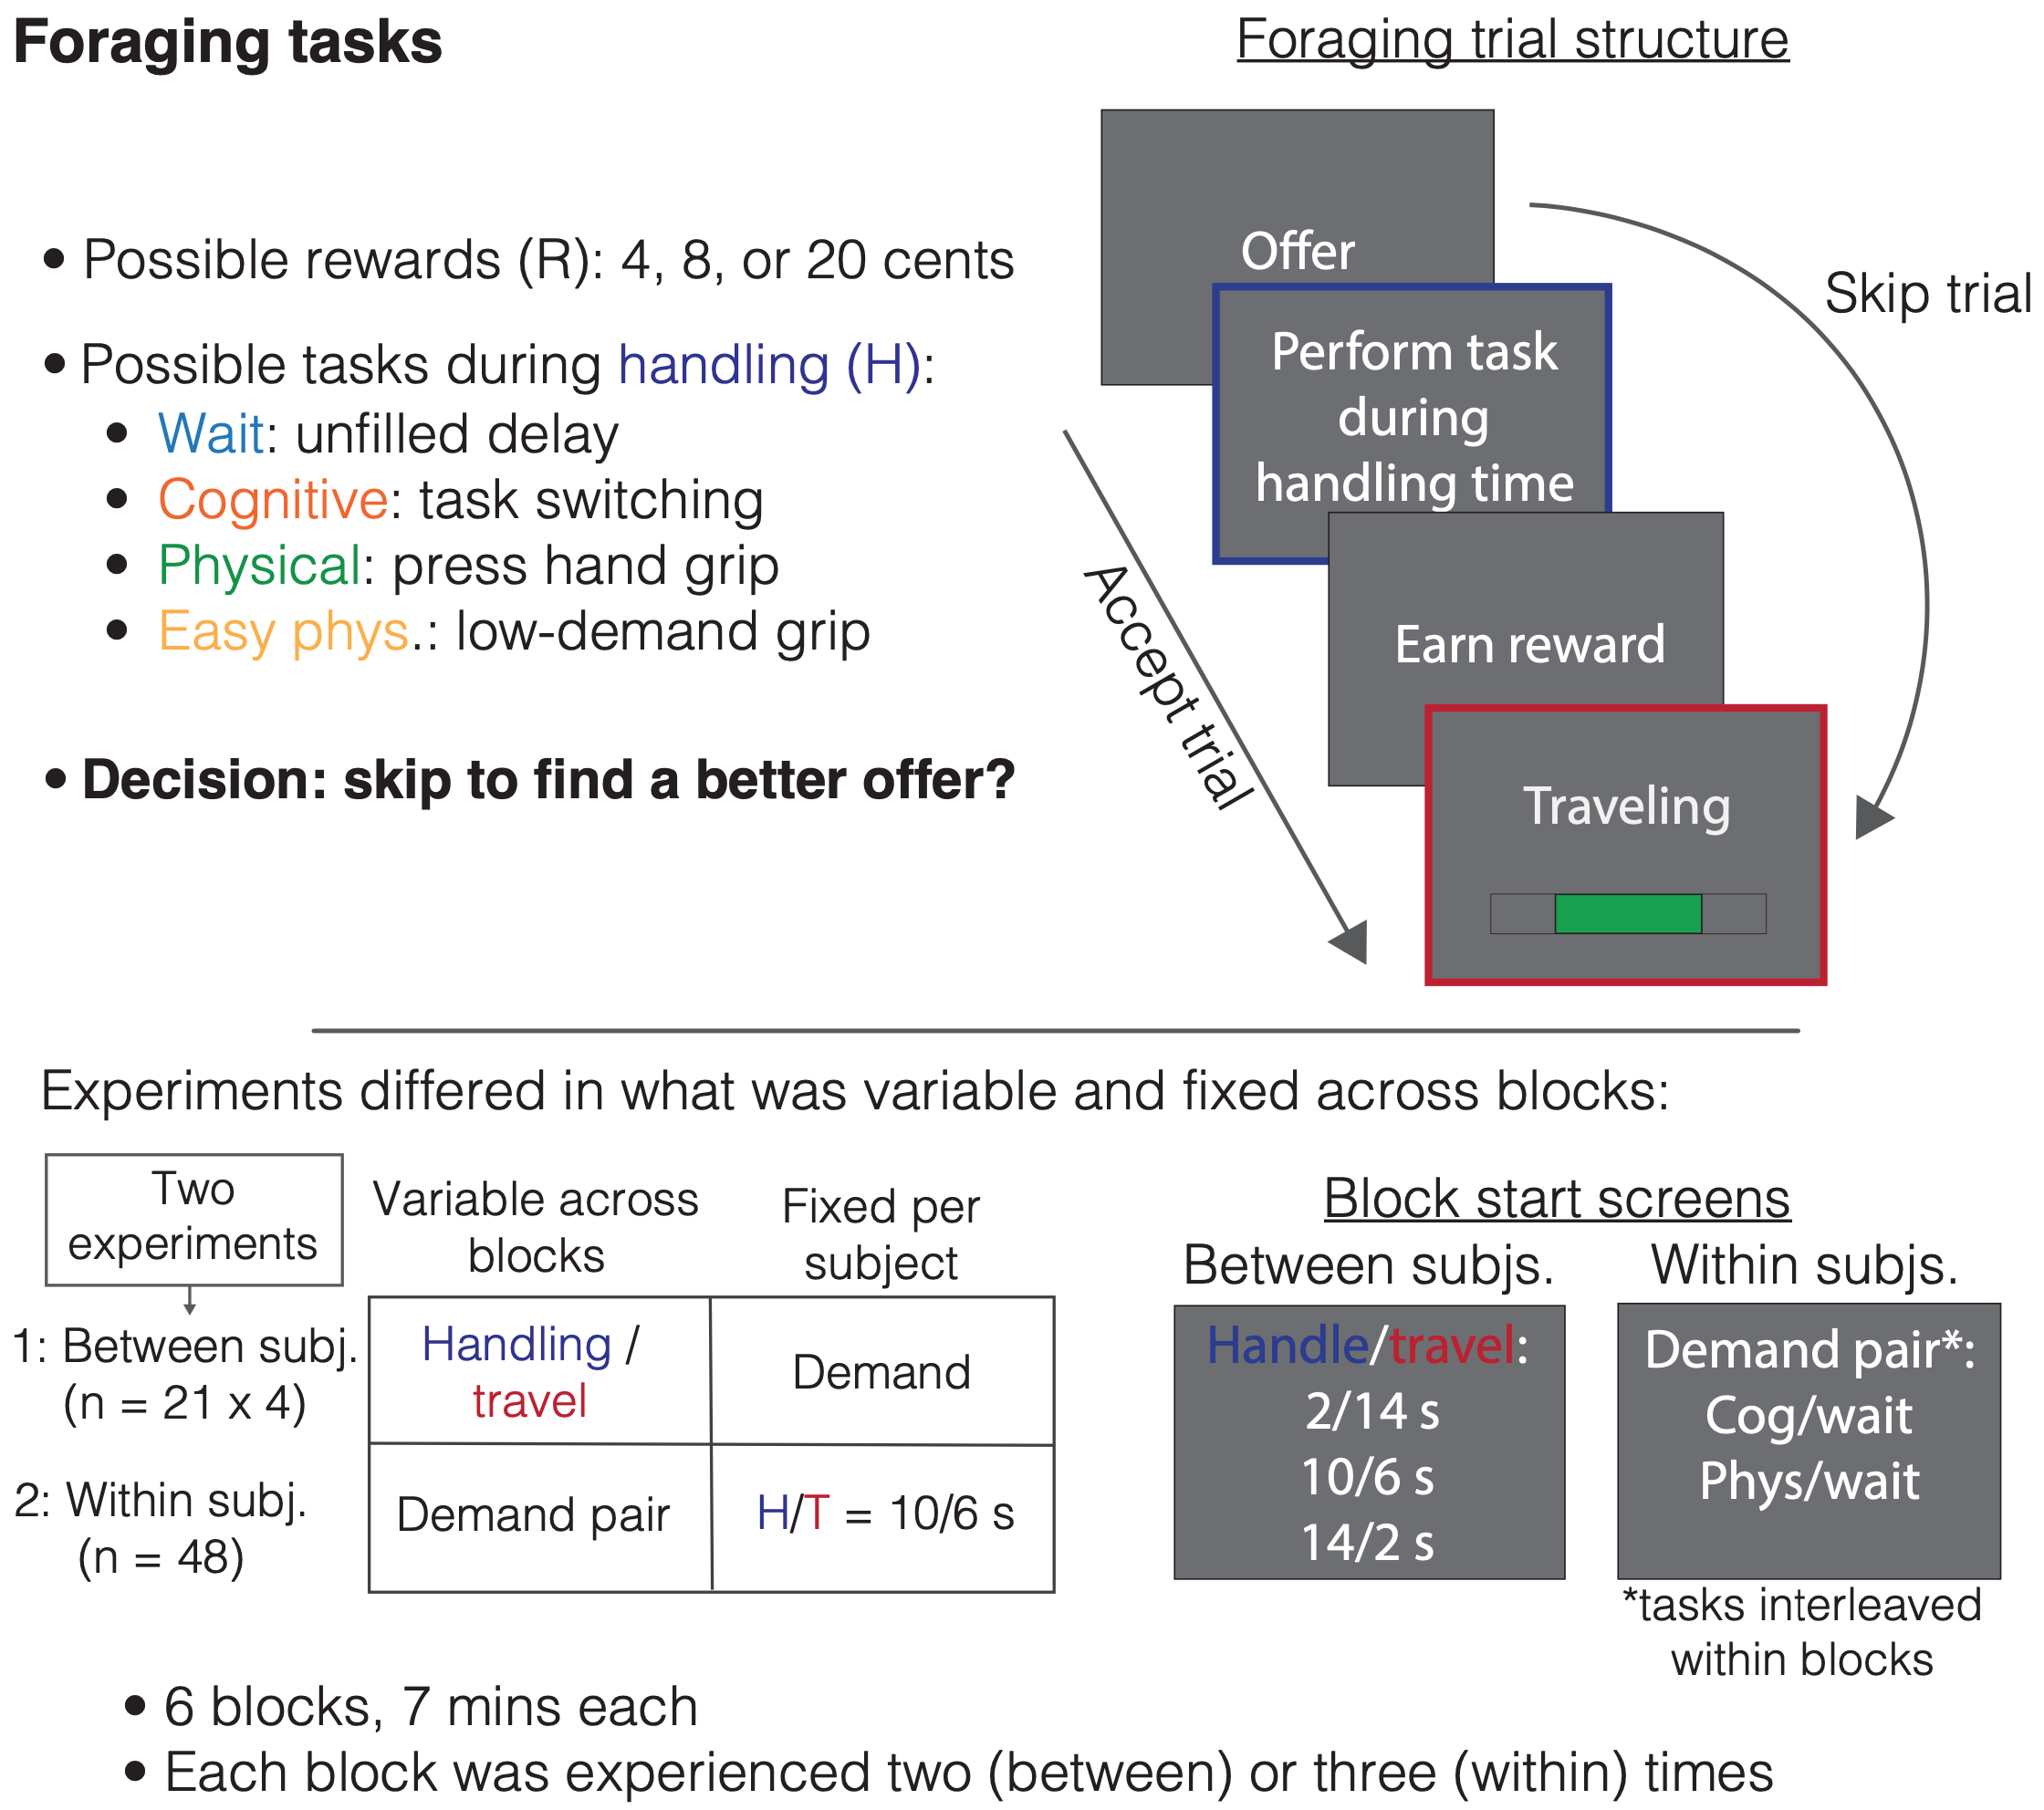 Foraging tasks
• Possible rewards (R): 4, 8, or 20 cents
• Possible tasks during handling (H):
• Wait: unfilled delay
• Cognitive: task switching
• Physical: press hand grip
• Easy phys.: low-demand grip
• Decision: skip to find a better offer?
Foraging trial structure
Offer
Perform task
during
handling time
Earn reward
Traveling
Skip trial
Accept trial
Experiments differed in what was variable and fixed across blocks:
Two
experiments
Variable across
blocks
Fixed per
subject
1: Between subj.
(n = 21 x 4)
Handling /
travel
Demand
2: Within subj.
(n = 48)
Demand pair
H/T = 10/6 s
Block start screens
Between subjs.
Handle/travel:
2/14 s
10/6 s
14/2 s
Within subjs.
Demand pair*:
Cog/wait
Phys/wait
*tasks interleaved
within blocks
• 6 blocks, 7 mins each
• Each block was experienced two (between) or three (within) times